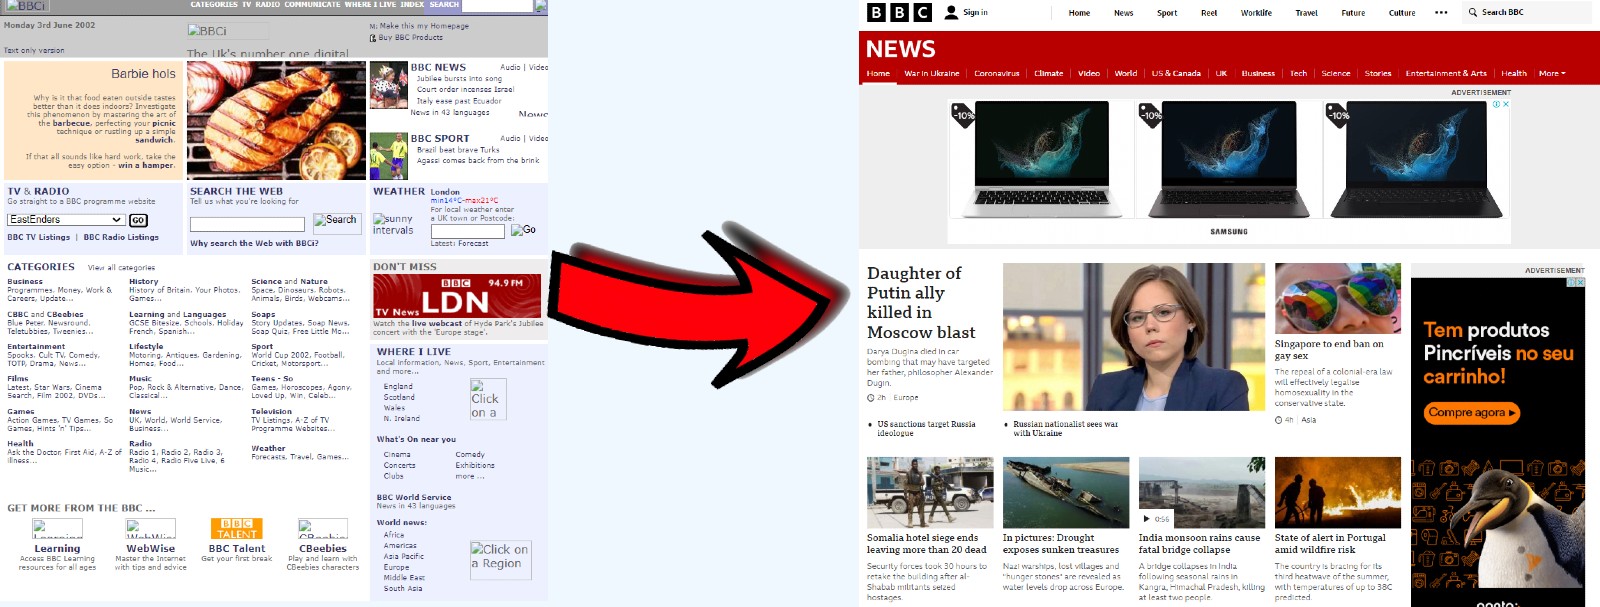 BBCi
CATEGORIES TV RADIO COMMUNICATE WHERE I LIVE INDEX SEARCH
Monday 3rd June 2002
Text only version
BBCi
The UK's number one digital
M: Make this my Homepage
Buy BBC Products
Barbie hols
Why is it that food eaten outside tastes
better than it does indoors? Investigate
this phenomenon by mastering the art of
the barbecue, perfecting your picnic
technique or rustling up a simple
sandwich.
If that all sounds like hard work, take the
easy option - win a hamper.
BBC NEWS
Audio | Video
Jubilee bursts into song
Court order incenses Israel
Italy ease past Ecuador
News in 43 languages
News
BBC SPORT
Audio | Video
Brazil beat brave Turks
Agassi comes back from the brink
TV & RADIO
Go straight to a BBC programme website
EastEnders
GO
BBC TV Listings | BBC Radio Listings
SEARCH THE WEB
Tell us what you're looking for
Search
Why search the Web with BBCi?
WEATHER
London
min14°C-max21°C
For local weather enter
a UK town or Postcode:
sunny
intervals
Go
Latest: Forecast
CATEGORIES View all categories
Business
Programmes, Money, Work &
Careers, Update...
CBBC and CBeebies
Blue Peter, Newsround,
Teletubbies, Tweenies...
Entertainment
Spooks, Cult TV, Comedy,
TOTP, Drama, News...
Films
Latest, Star Wars, Cinema
Search, Film 2002, DVDs...
Games
Action Games, TV Games, So
Games, Hints 'n' Tips...
Health
Ask the Doctor, First Aid, A-Z of
Illness...
History
History of Britain, Your Photos,
Games...
Learning and Languages
GCSE Bitesize, Schools, Holiday
French, Spanish...
Lifestyle
Motoring, Antiques, Gardening,
Homes, Food...
Music
Pop, Rock & Alternative, Dance,
Classical...
News
UK, World, World Service,
Business...
Radio
Radio 1, Radio 2, Radio 3,
Radio 4, Radio Five Live, 6
Music...
Science and Nature
Space, Dinosaurs, Robots,
Animals, Birds, Webcams...
Soaps
Story Updates, Soap News,
Soap Quiz, Free Little Mo...
Sport
World Cup 2002, Football,
Cricket, Motorsport...
Teens - So
Games, Horoscopes, Agony,
Loved Up, Win, Celeb...
Television
TV Listings, A-Z of TV
Programme Websites...
Weather
Forecasts, Travel, Games...
DON'T MISS
BBC 94.9 FM
TV News LDN
Watch the live webcast of Hyde Park's Jubilee
concert with the 'Europe stage'.
WHERE I LIVE
Local information, News, Sport, Entertainment
and more...
England
Scotland
Wales
N. Ireland
Click
on a
What's On near you
Cinema
Concerts
Clubs
Comedy
Exhibitions
more ...
BBC World Service
News in 43 languages
World news:
Africa
Americas
Asia Pacific
Europe
Middle East
South Asia
Click on
a Region
GET MORE FROM THE BBC ...
Learning
Learning
Access BBC Learning
resources for all ages
WebWise
WebWise
Master the Internet
with tips and advice
BBC
TALENT
BBC Talent
Get your first break
CBeebies
CBeebies
Play and learn with
CBeebies characters
BBC
Sign in
Home
News
Sport
Reel
Worklife
Travel
Future
Culture
Search BBC
NEWS
Home
War in Ukraine
Coronavirus
Climate
Video
World
US & Canada
UK
Business
Tech
Science
Stories
Entertainment & Arts
Health
More
ADVERTISEMENT
-10%
-10%
-10%
SAMSUNG
Daughter of
Putin ally
killed in
Moscow blast
Darya Dugina died in car
bombing that may have targeted
her father, philosopher Alexander
Dugin.
2h Europe
US sanctions target Russia
ideologue
Russian nationalist sees war
with Ukraine
Singapore to end ban on
gay sex
The repeal of a colonial-era law
will effectively legalise
homosexuality in the
conservative state.
4h Asia
ADVERTISEMENT
Tem produtos
Pincríveis no seu
carrinho!
Compre agora
Somalia hotel siege ends
leaving more than 20 dead
Security forces took 30 hours to
retake the building after al-
Shabab militants seized
hostages.
In pictures: Drought
exposes sunken treasures
Nazi warships, lost villages and
"hunger stones" are revealed as
water levels drop across Europe.
0:56
India monsoon rains cause
fatal bridge collapse
A bridge collapses in India
following seasonal rains in
Kangra, Himachal Pradesh, killing
at least two people.
State of alert in Portugal
amid wildfire risk
The country is bracing for its
third heatwave of the summer,
with temperatures of up to 38C
predicted.